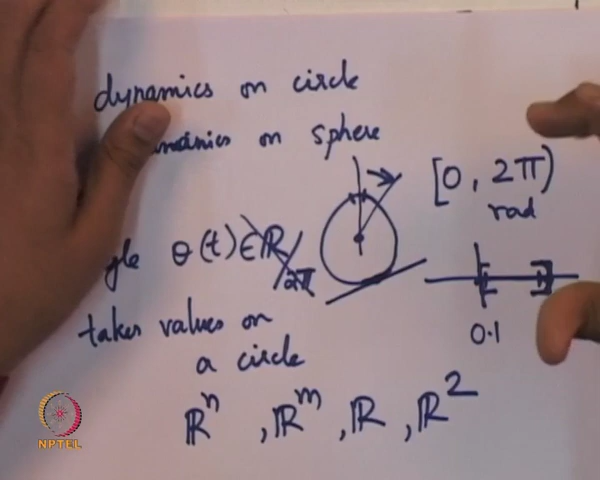 dynamics on circle
on sphere
θ(t) ∈ ℝ/2π
[0, 2π)
rad
takes values on
a circle
0.1
ℝⁿ, ℝᵐ, ℝ, ℝ²
NPTEL